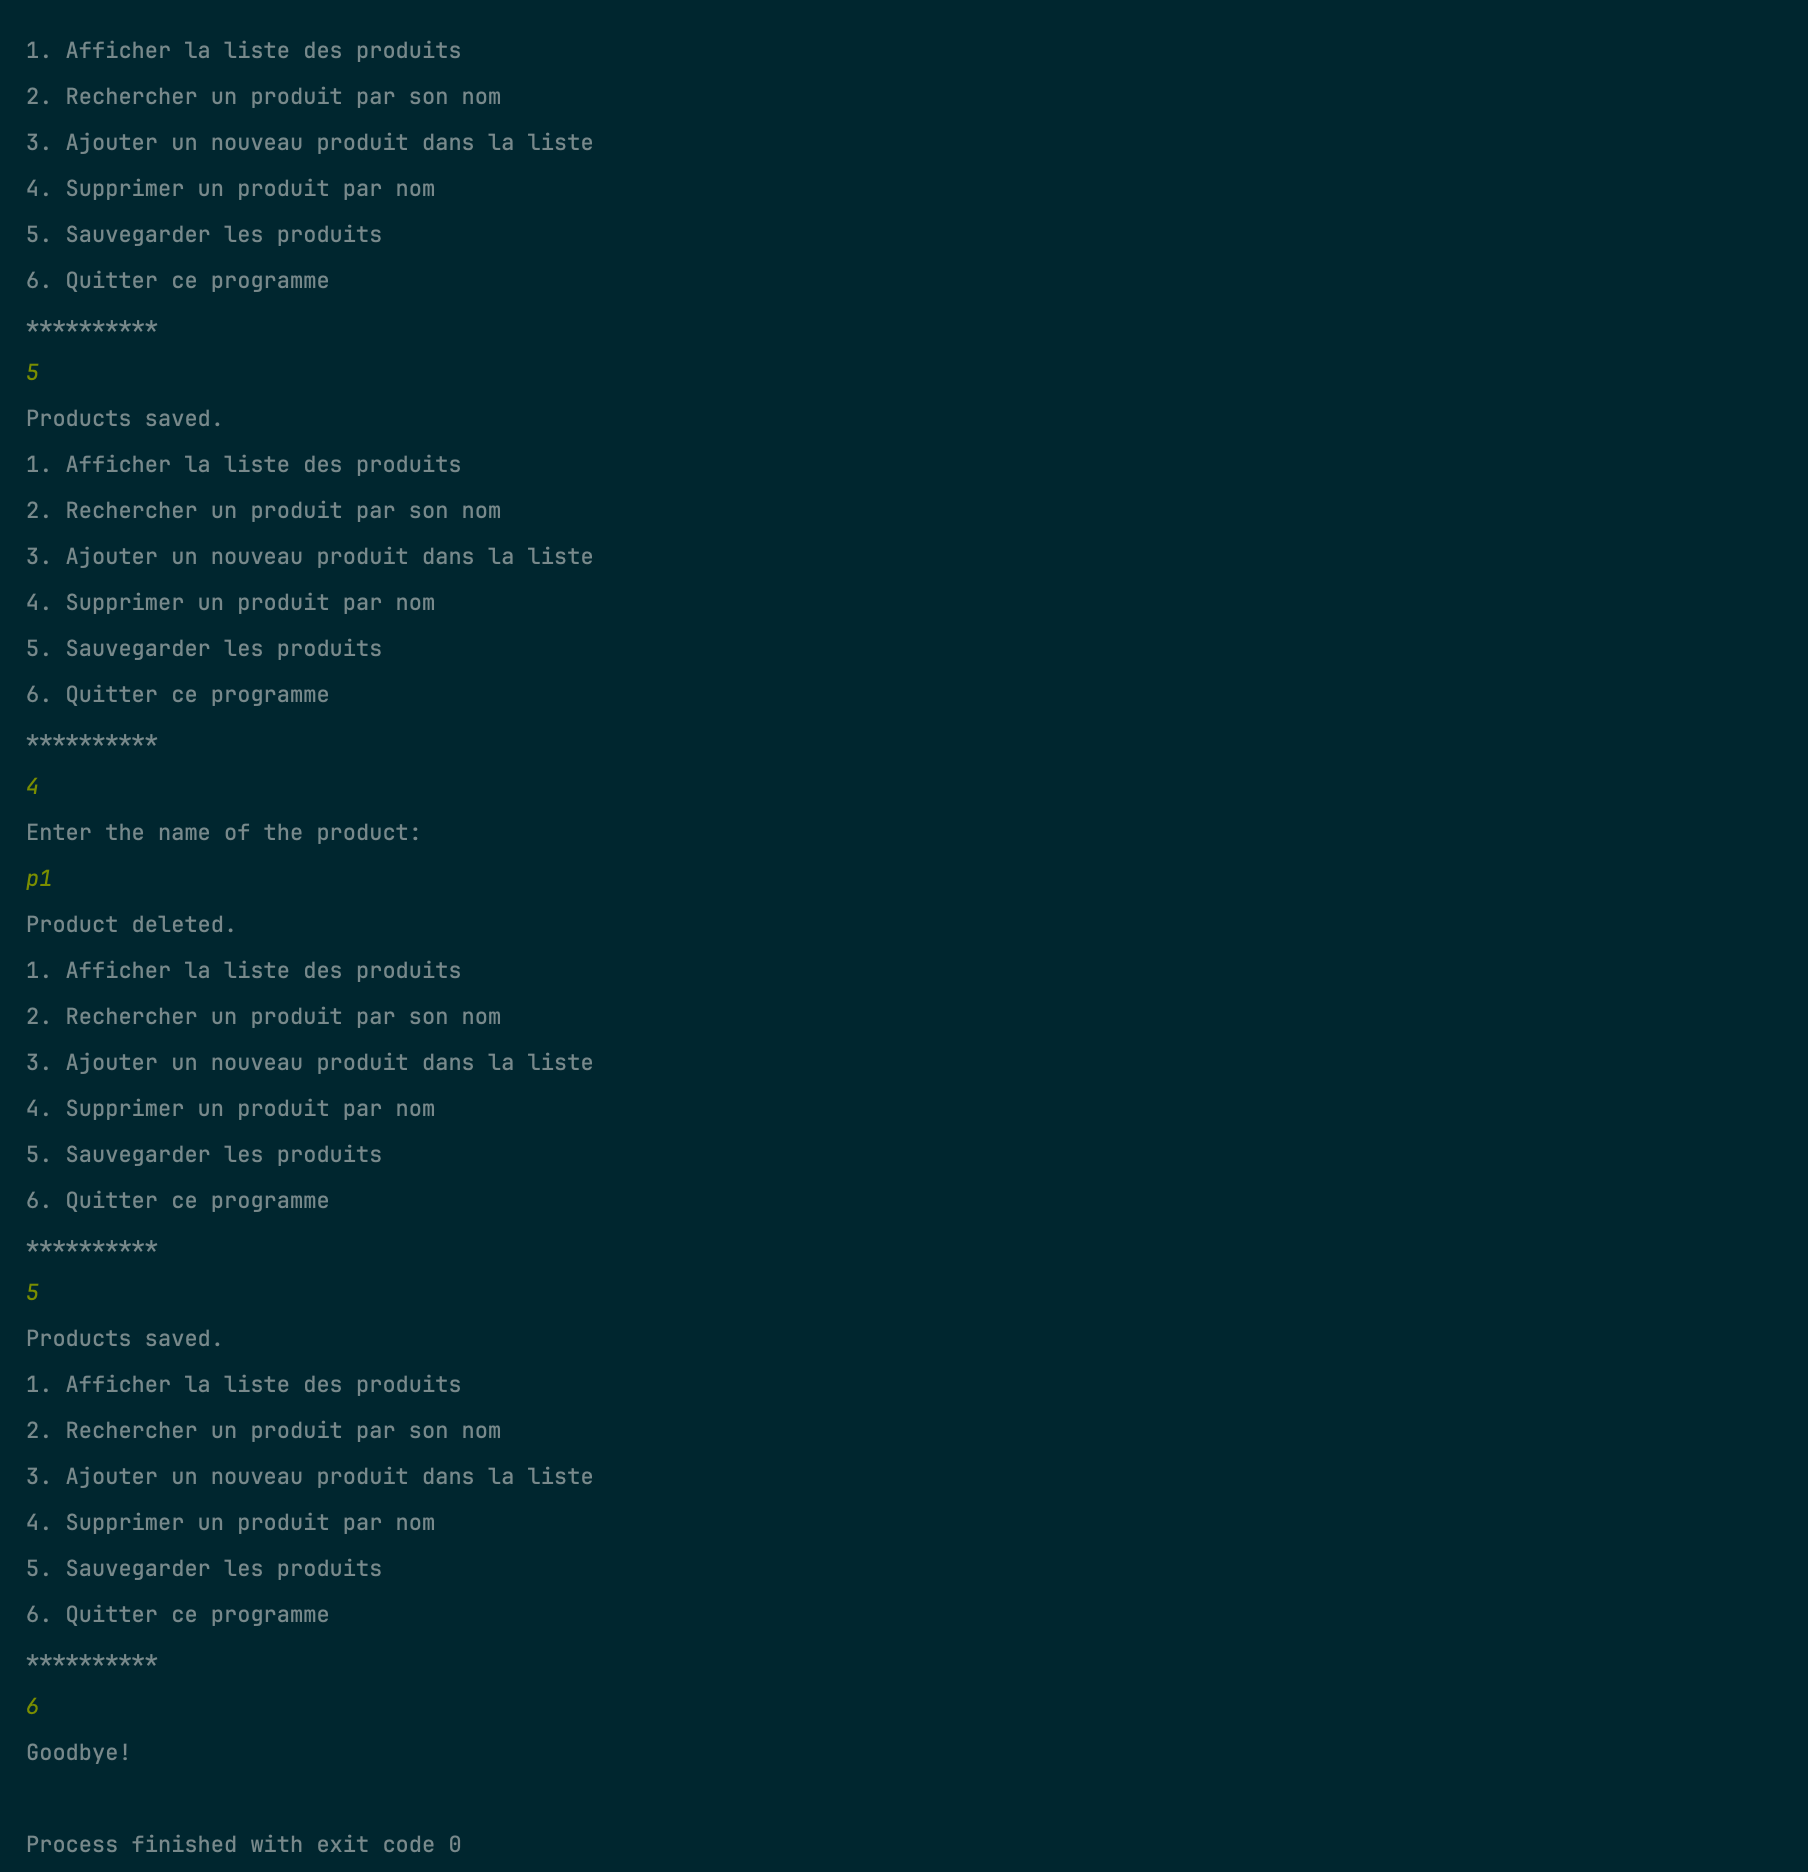 1. Afficher la liste des produits
2. Rechercher un produit par son nom
3. Ajouter un nouveau produit dans la liste
4. Supprimer un produit par nom
5. Sauvegarder les produits
6. Quitter ce programme
**********
5
Products saved.
1. Afficher la liste des produits
2. Rechercher un produit par son nom
3. Ajouter un nouveau produit dans la liste
4. Supprimer un produit par nom
5. Sauvegarder les produits
6. Quitter ce programme
**********
4
Enter the name of the product:
p1
Product deleted.
1. Afficher la liste des produits
2. Rechercher un produit par son nom
3. Ajouter un nouveau produit dans la liste
4. Supprimer un produit par nom
5. Sauvegarder les produits
6. Quitter ce programme
**********
5
Products saved.
1. Afficher la liste des produits
2. Rechercher un produit par son nom
3. Ajouter un nouveau produit dans la liste
4. Supprimer un produit par nom
5. Sauvegarder les produits
6. Quitter ce programme
**********
6
Goodbye!
Process finished with exit code 0